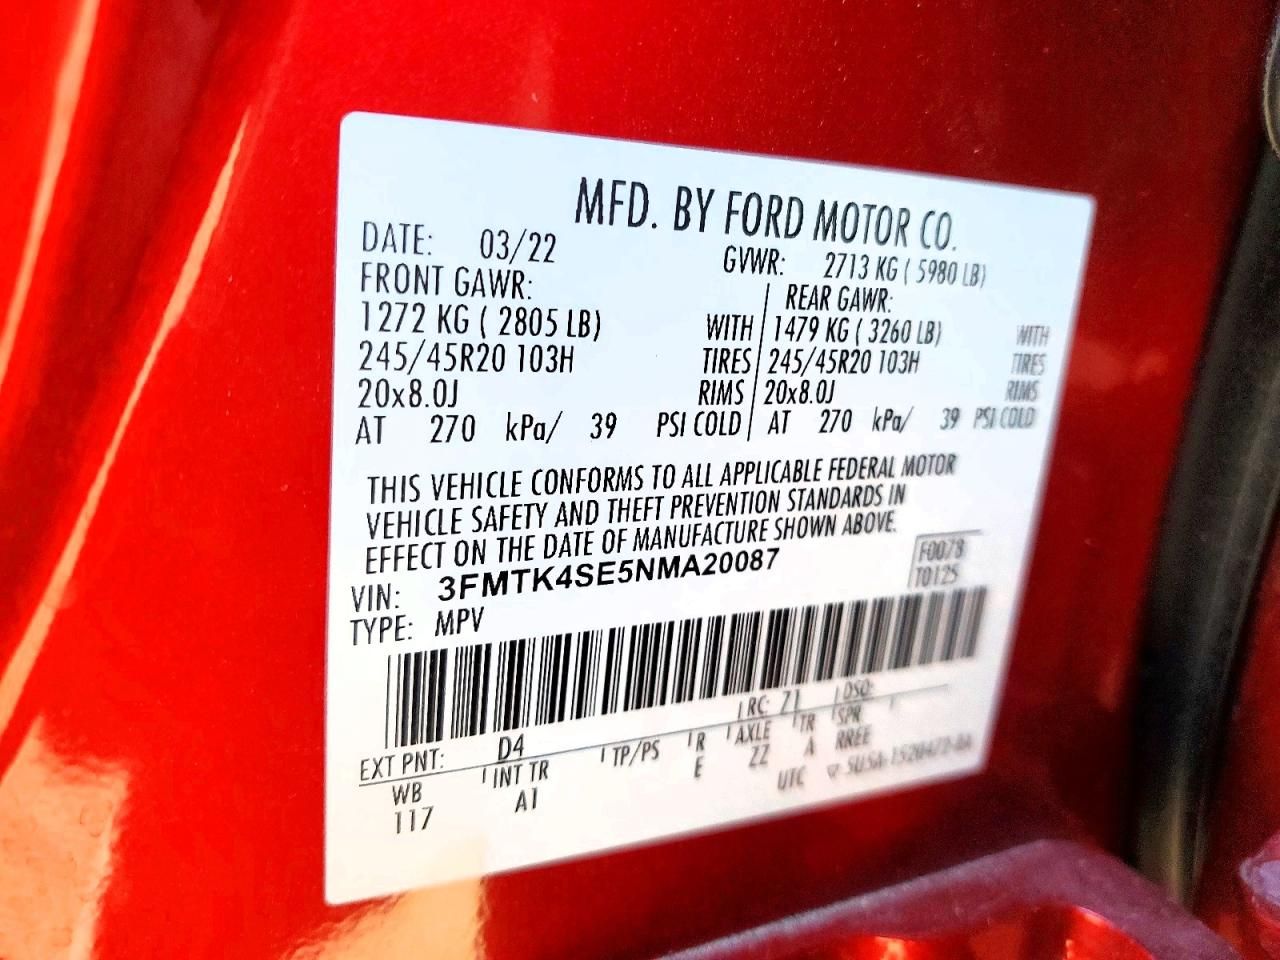 MFD. BY FORD MOTOR CO.
DATE: 03/22 GVWR: 2713 KG ( 5980 LB)
FRONT GAWR: REAR GAWR:
1272 KG ( 2805 LB) WITH 1479 KG ( 3260 LB) WITH
245/45R20 103H TIRES 245/45R20 103H TIRES
20x8.0J RIMS 20x8.0J RIMS
AT 270 kPa/ 39 PSI COLD AT 270 kPa/ 39 PSI COLD
THIS VEHICLE CONFORMS TO ALL APPLICABLE FEDERAL MOTOR
VEHICLE SAFETY AND THEFT PREVENTION STANDARDS IN
EFFECT ON THE DATE OF MANUFACTURE SHOWN ABOVE.
VIN: 3FMTK4SE5NMA20087 F0078
TYPE: MPV T0125
EXT PNT: D4 RC: 71 DSO:
WB INT TR TP/PS R AXLE TR SPR
117 A1 E ZZ A RREE
UTC